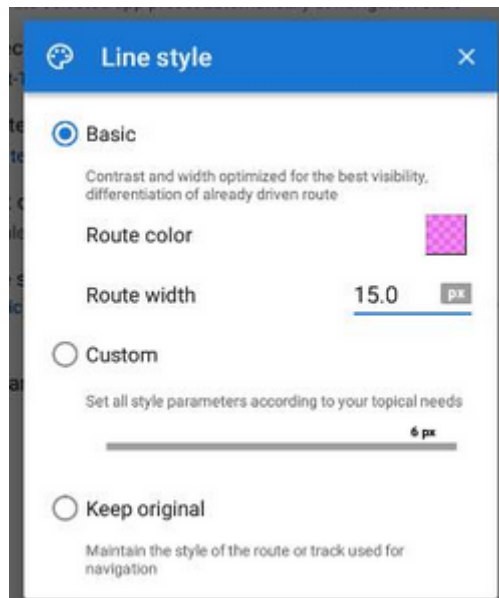 Line style
Basic
Contrast and width optimized for the best visibility,
differentiation of already driven route
Route color
Route width 15.0 px
Custom
Set all style parameters according to your topical needs
6 px
Keep original
Maintain the style of the route or track used for
navigation